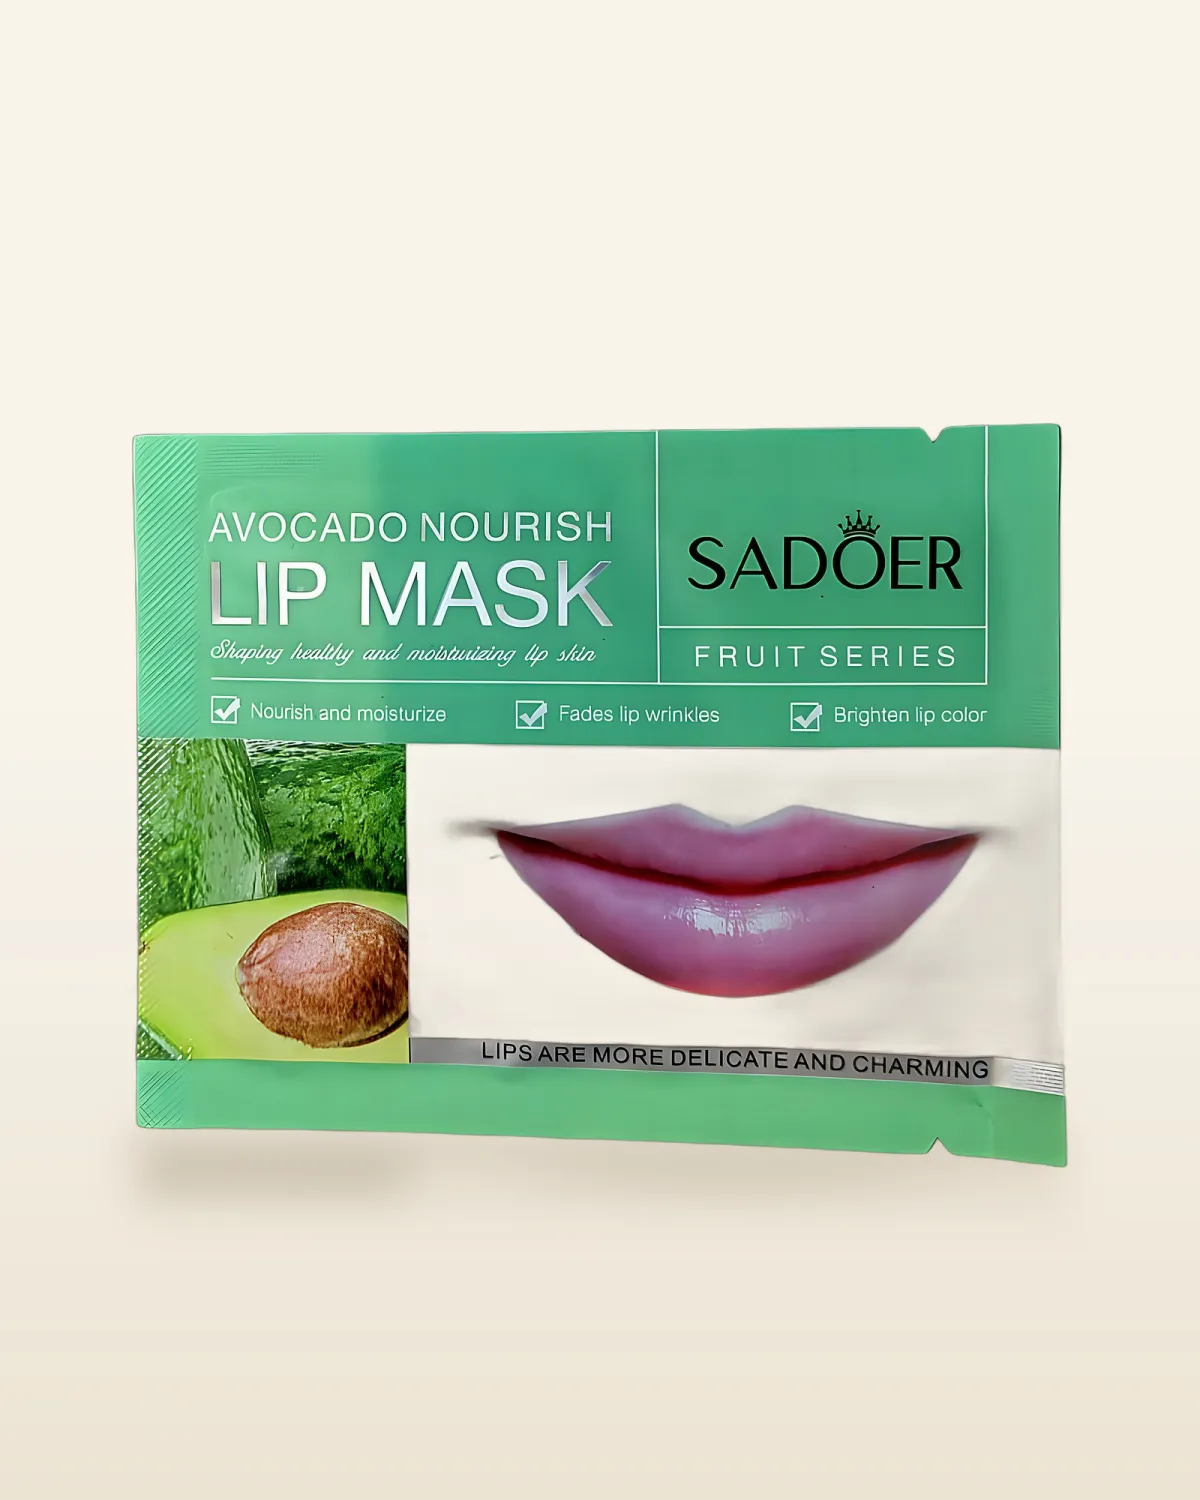 AVOCADO NOURISH
LIP MASK
Shaping healthy and moisturizing lip skin
SADOER
FRUIT SERIES
Nourish and moisturize
Fades lip wrinkles
Brighten lip color
LIPS ARE MORE DELICATE AND CHARMING